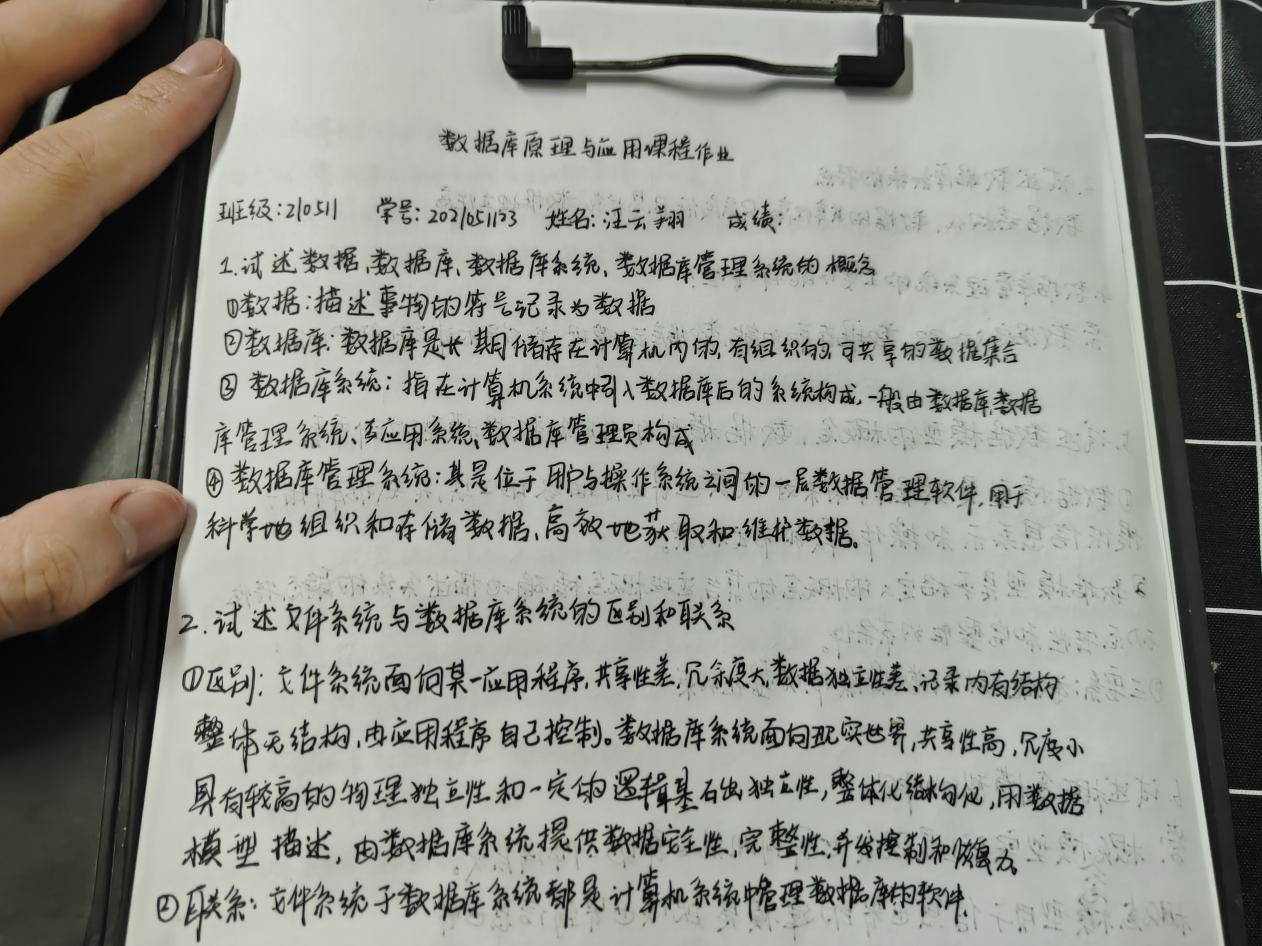 数据库原理与应用课程作业
班级:210511 学号:2021051123 姓名:汪云翔 成绩:
1.试述数据、数据库、数据库系统、数据库管理系统的概念
①数据:描述事物的符号记录为数据
②数据库:数据库是长期储存在计算机内的,有组织的,可共享的数据集合
③数据库系统:指在计算机系统中引入数据库后的系统构成,一般由数据库,数据
库管理系统、应用系统、数据库管理员构成
④数据库管理系统:其是位于用户与操作系统之间的一层数据管理软件,用于
科学地组织和存储数据,高效地获取和维护数据。
2.试述文件系统与数据库系统的区别和联系
①区别:文件系统面向某一应用程序,共享性差,冗余度大,数据独立性差,记录内有结构
整体无结构,由应用程序自己控制。数据库系统面向现实世界,共享性高,冗度小
具有较高的物理独立性和一定的逻辑基础独立性,整体化结构化,用数据
模型描述,由数据库系统提供数据安全性,完整性,并发控制和恢复力。
②联系:文件系统于数据库系统都是计算机系统中管理数据库的软件.